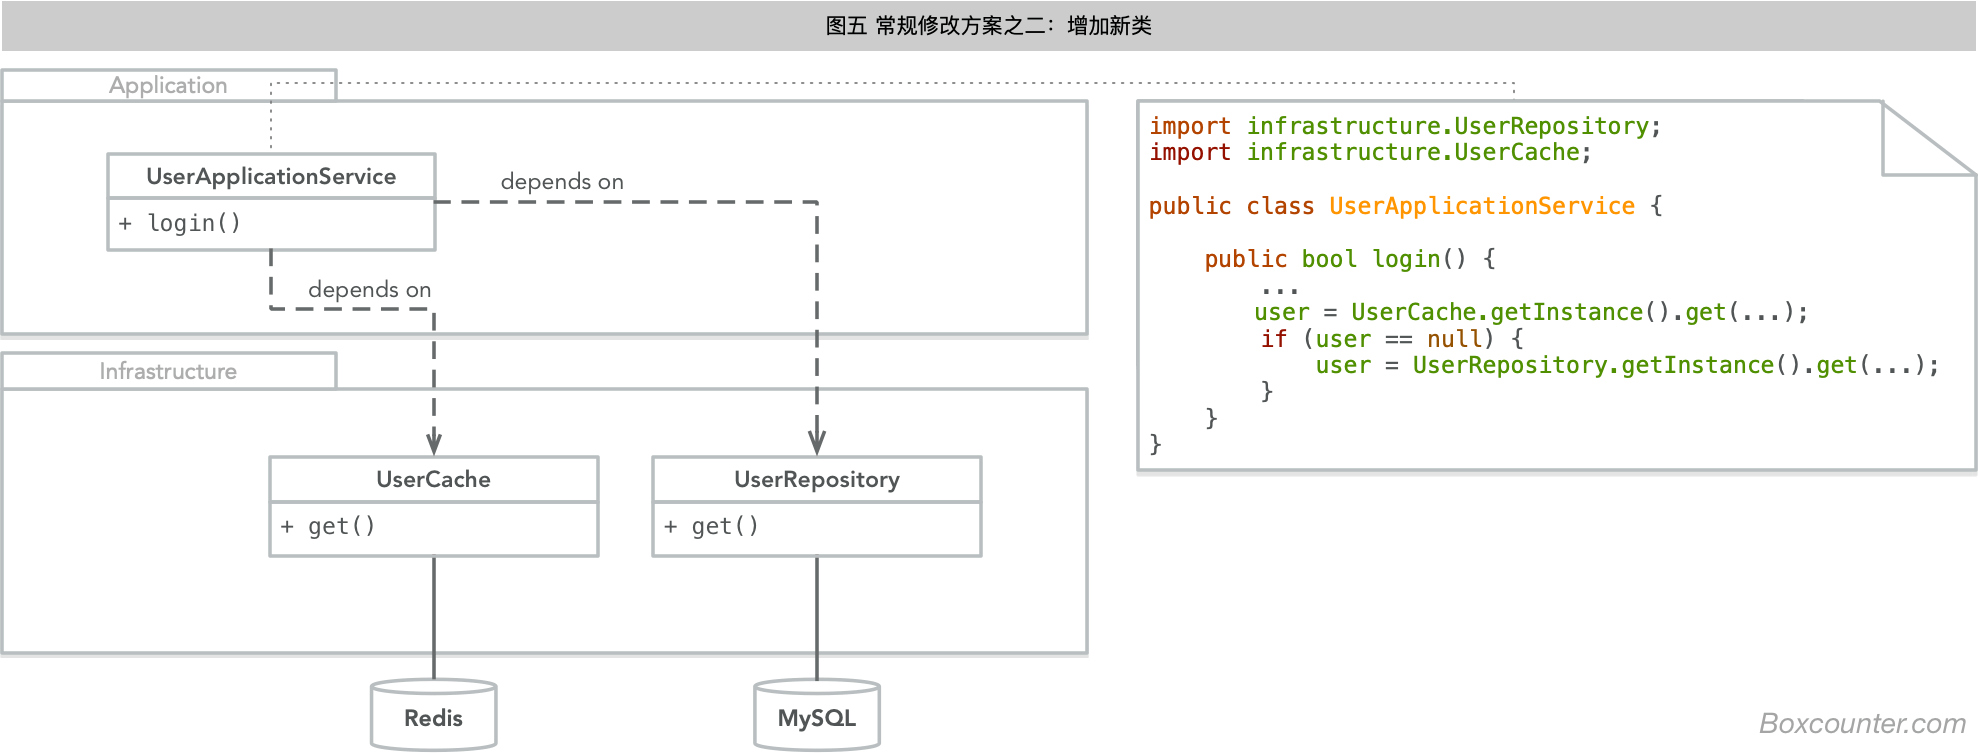 图五 常规修改方案之二：增加新类
Application
UserApplicationService
+ login()
depends on
depends on
Infrastructure
UserCache
+ get()
UserRepository
+ get()
Redis
MySQL
import infrastructure.UserRepository;
import infrastructure.UserCache;
public class UserApplicationService {
public bool login() {
...
user = UserCache.getInstance().get(...);
if (user == null) {
user = UserRepository.getInstance().get(...);
}
}
}
Boxcounter.com